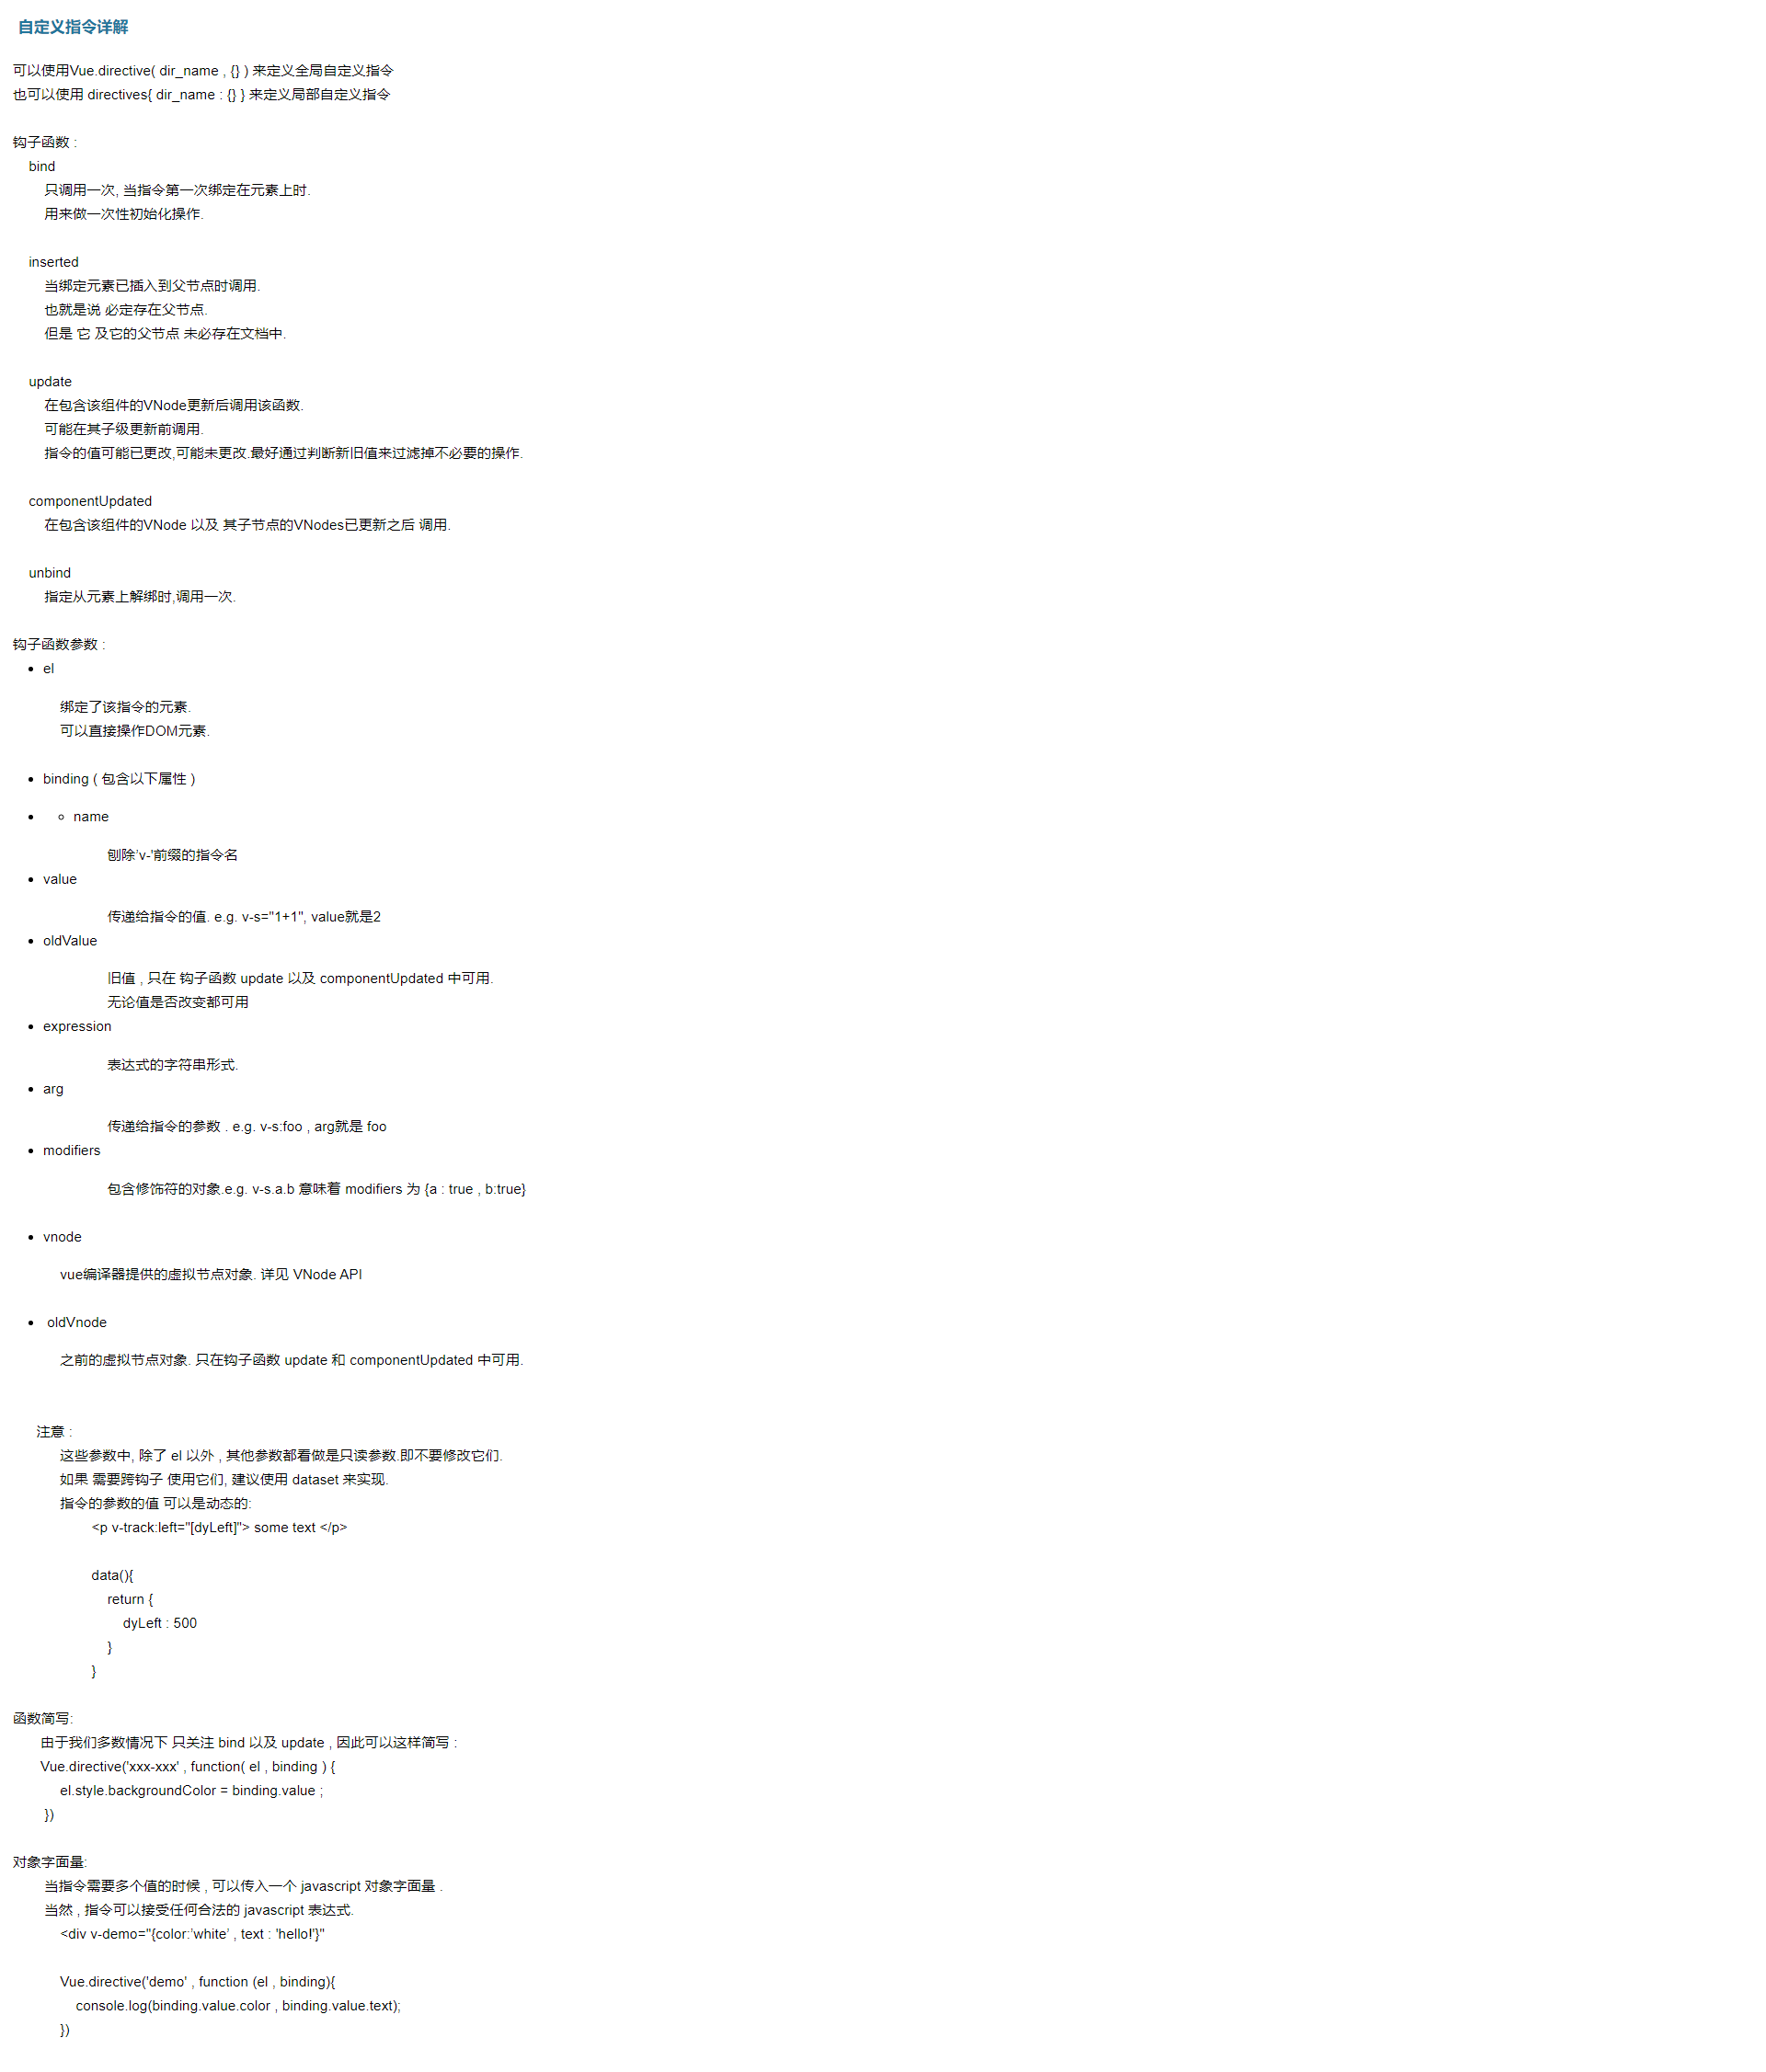 自定义指令详解
可以使用Vue.directive( dir_name , {} ) 来定义全局自定义指令
也可以使用 directives{ dir_name : {} } 来定义局部自定义指令
钩子函数 :
bind
只调用一次, 当指令第一次绑定在元素上时.
用来做一次性初始化操作.
inserted
当绑定元素已插入到父节点时调用.
也就是说 必定存在父节点.
但是 它 及它的父节点 未必存在文档中.
update
在包含该组件的VNode更新后调用该函数.
可能在其子级更新前调用.
指令的值可能已更改,可能未更改.最好通过判断新旧值来过滤掉不必要的操作.
componentUpdated
在包含该组件的VNode 以及 其子节点的VNodes已更新之后 调用.
unbind
指定从元素上解绑时,调用一次.
钩子函数参数 :
• el
绑定了该指令的元素.
可以直接操作DOM元素.
• binding ( 包含以下属性 )
• ◦ name
刨除'v-'前缀的指令名
• value
传递给指令的值. e.g. v-s="1+1", value就是2
• oldValue
旧值 , 只在 钩子函数 update 以及 componentUpdated 中可用.
无论值是否改变都可用
• expression
表达式的字符串形式.
• arg
传递给指令的参数 . e.g. v-s:foo , arg就是 foo
• modifiers
包含修饰符的对象.e.g. v-s.a.b 意味着 modifiers 为 {a : true , b:true}
• vnode
vue编译器提供的虚拟节点对象. 详见 VNode API
• oldVnode
之前的虚拟节点对象. 只在钩子函数 update 和 componentUpdated 中可用.
注意 :
这些参数中, 除了 el 以外 , 其他参数都看做是只读参数.即不要修改它们.
如果 需要跨钩子 使用它们, 建议使用 dataset 来实现.
指令的参数的值 可以是动态的:
<p v-track:left="[dyLeft]"> some text </p>
data(){
return {
dyLeft : 500
}
}
函数简写:
由于我们多数情况下 只关注 bind 以及 update , 因此可以这样简写 :
Vue.directive('xxx-xxx' , function( el , binding ) {
el.style.backgroundColor = binding.value ;
})
对象字面量:
当指令需要多个值的时候 , 可以传入一个 javascript 对象字面量 .
当然 , 指令可以接受任何合法的 javascript 表达式.
<div v-demo="{color:'white' , text : 'hello!'}"
Vue.directive('demo' , function (el , binding){
console.log(binding.value.color , binding.value.text);
})